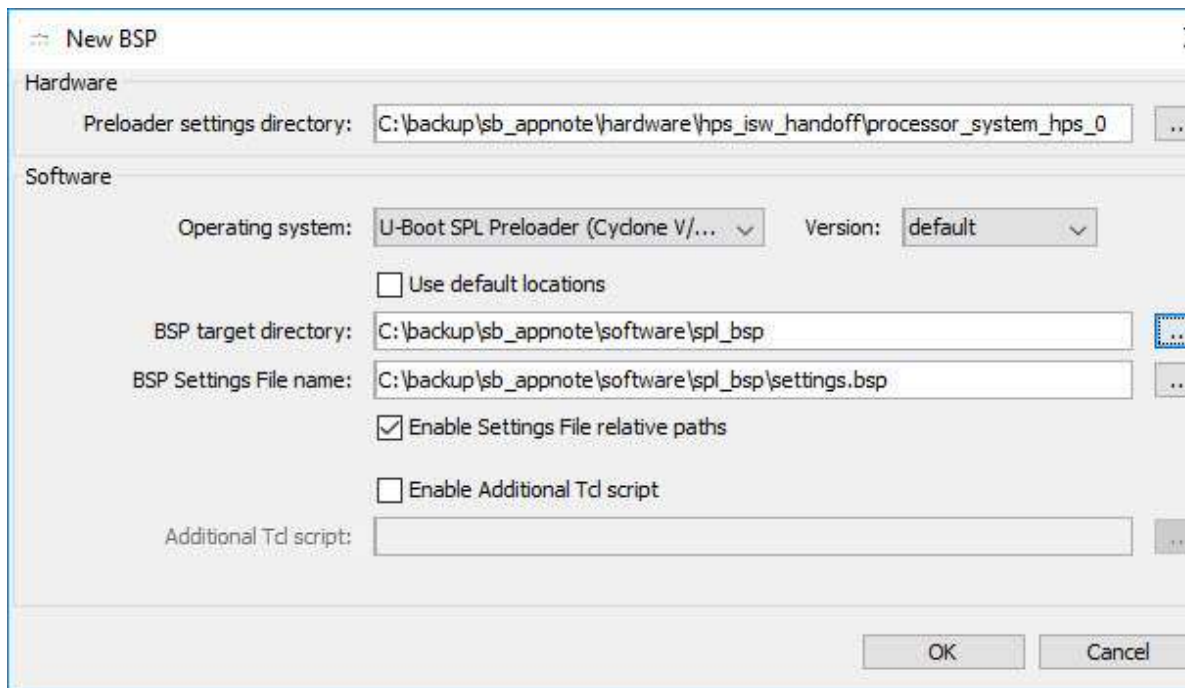 New BSP
Hardware
Preloader settings directory: C:\backup\sb_appnote\hardware\hps_isw_handoff\processor_system_hps_0 ...
Software
Operating system: U-Boot SPL Preloader (Cyclone V/... Version: default
Use default locations
BSP target directory: C:\backup\sb_appnote\software\spl_bsp ...
BSP Settings File name: C:\backup\sb_appnote\software\spl_bsp\settings.bsp ...
Enable Settings File relative paths
Enable Additional Tcl script
Additional Tcl script: ...
OK Cancel